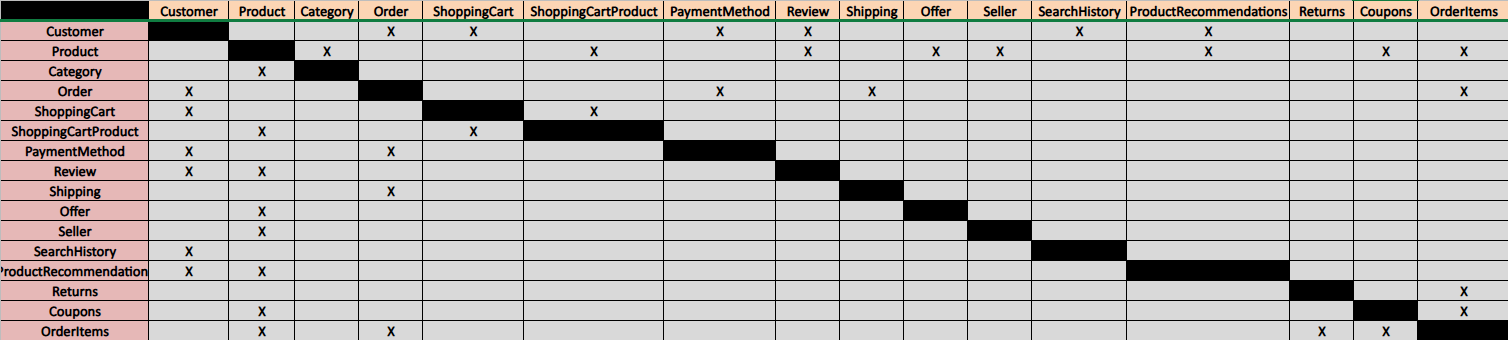 Customer Product Category Order ShoppingCart ShoppingCartProduct PaymentMethod Review Shipping Offer Seller SearchHistory ProductRecommendations Returns Coupons OrderItems
Customer X X X X X X
Product X X X X X X X X
Category X
Order X X X X
ShoppingCart X X
ShoppingCartProduct X X
PaymentMethod X X
Review X X
Shipping X
Offer X
Seller X
SearchHistory X
ProductRecommendation X X
Returns X
Coupons X X
OrderItems X X X X